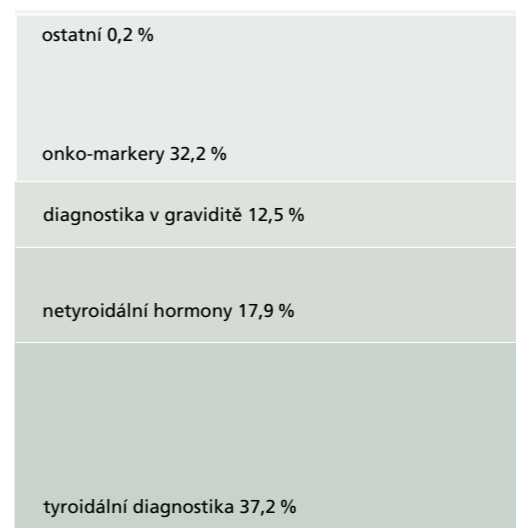 ostatní 0,2 %
onko-markery 32,2 %
diagnostika v graviditě 12,5 %
netyroidální hormony 17,9 %
tyroidální diagnostika 37,2 %